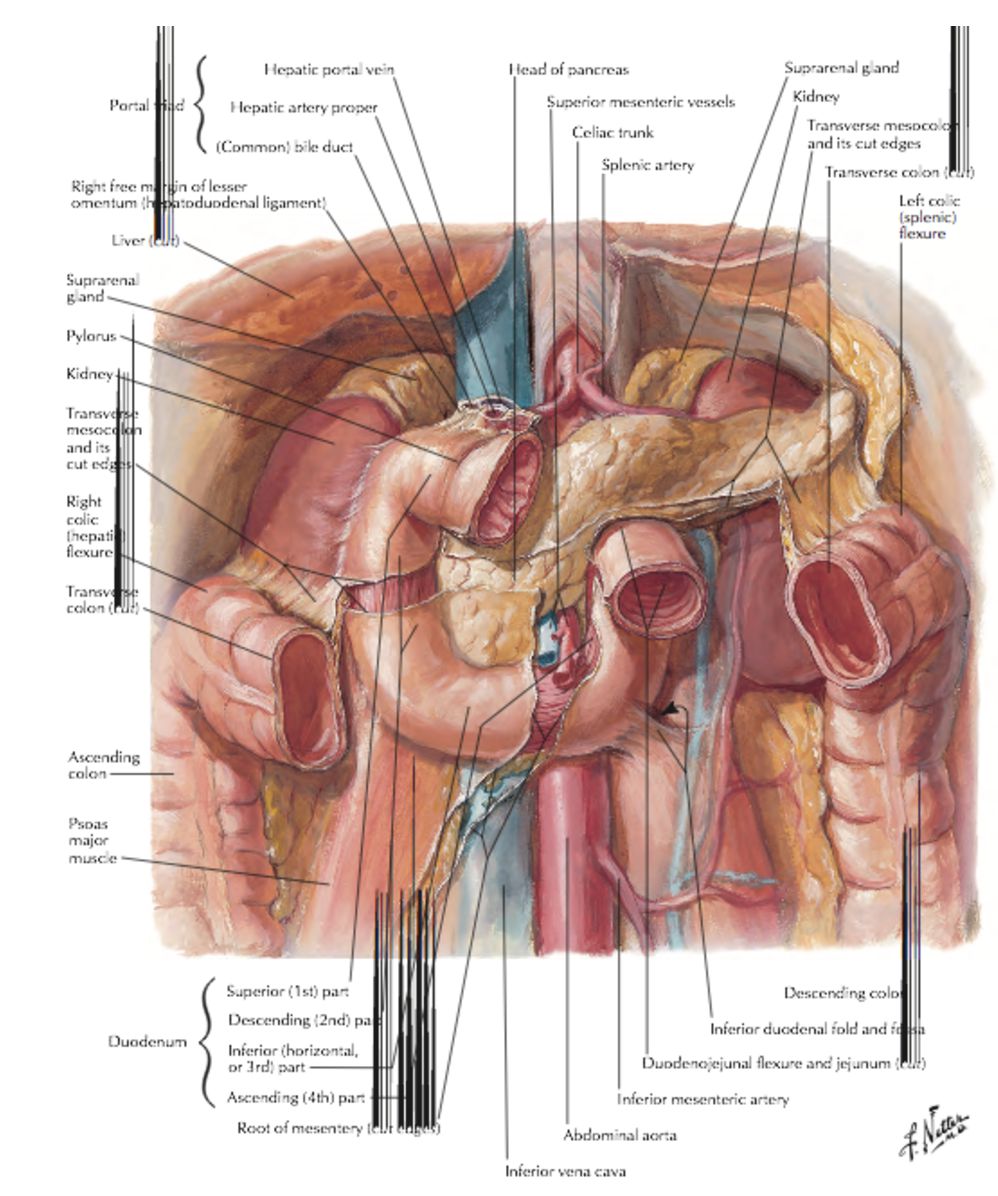 Hepatic portal vein
Portal triad
Hepatic artery proper
(Common) bile duct
Right free margin of lesser
omentum (hepatoduodenal ligament)
Liver (cut)
Suprarenal
gland
Pylorus
Kidney
Transverse
mesocolon
and its
cut edges
Right
colic
(hepatic)
flexure
Transverse
colon (cut)
Ascending
colon
Psoas
major
muscle
Head of pancreas
Superior mesenteric vessels
Celiac trunk
Splenic artery
Suprarenal gland
Kidney
Transverse mesocolon
and its cut edges
Transverse colon (cut)
Left colic
(splenic)
flexure
Duodenum
Superior (1st) part
Descending (2nd) part
Inferior (horizontal,
or 3rd) part
Ascending (4th) part
Root of mesentery (cut edges)
Descending colon
Inferior duodenal fold and fossa
Duodenojejunal flexure and jejunum (cut)
Inferior mesenteric artery
Abdominal aorta
Inferior vena cava
F. Netter
M.D.